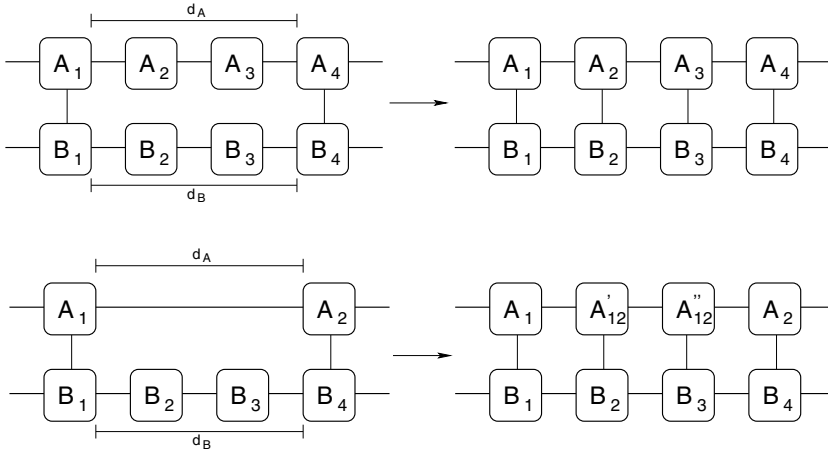 d_A
A_1 A_2 A_3 A_4 A_1 A_2 A_3 A_4
B_1 B_2 B_3 B_4 B_1 B_2 B_3 B_4
d_B
d_A
A_1 A_2 A_1 A'_12 A''_12 A_2
B_1 B_2 B_3 B_4 B_1 B_2 B_3 B_4
d_B